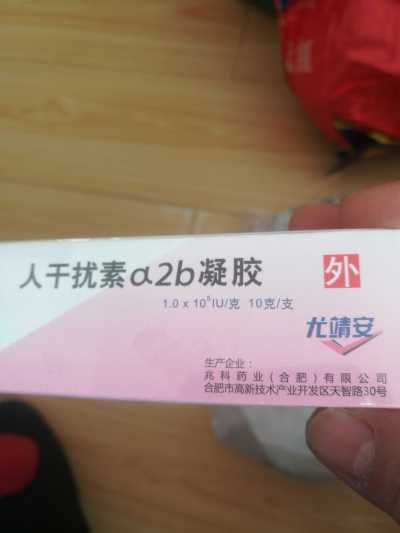 人干扰素α2b凝胶 外
1.0 x 10⁵IU/克 10克/支
尤靖安
生产企业：
兆科药业（合肥）有限公司
合肥市高新技术产业开发区天智路30号